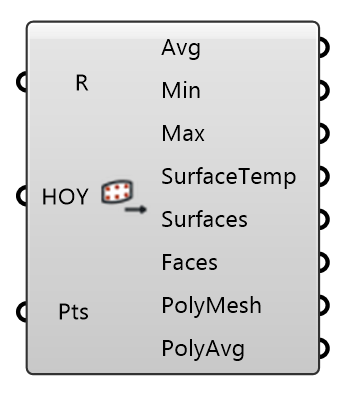 R
HOY
Pts
Avg
Min
Max
SurfaceTemp
Surfaces
Faces
PolyMesh
PolyAvg